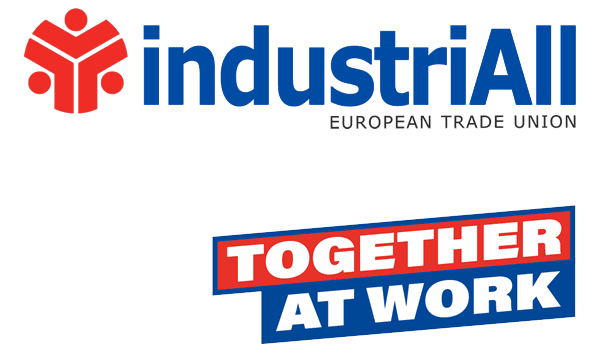 industriAll
EUROPEAN TRADE UNION
TOGETHER
AT WORK